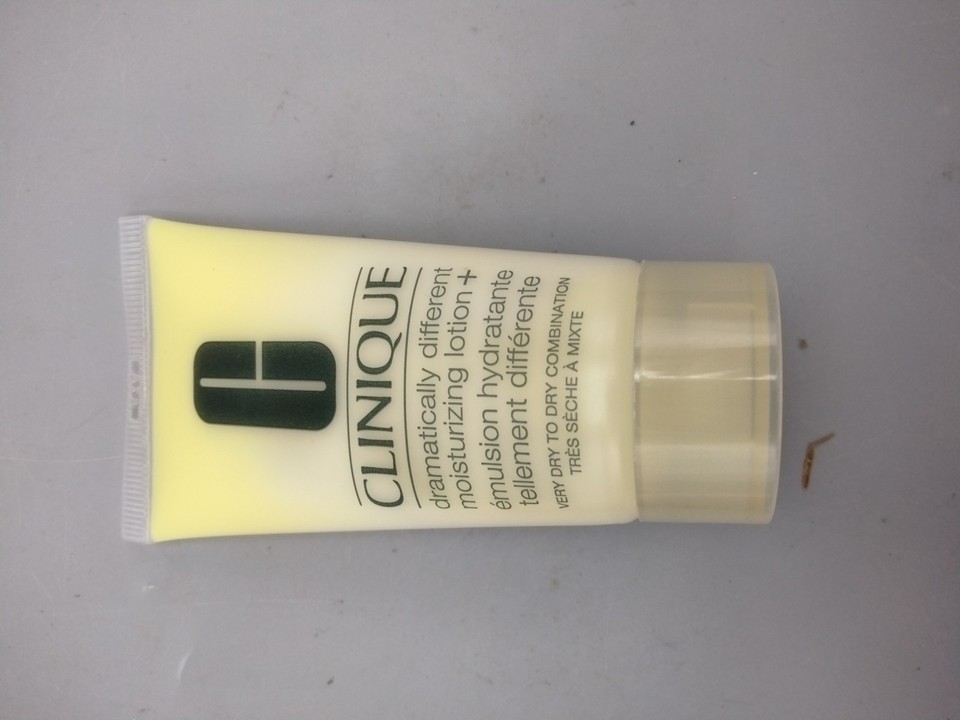 CLINIQUE
dramatically different
moisturizing lotion+
émulsion hydratante
tellement différente
VERY DRY TO DRY COMBINATION
TRÈS SÈCHE À MIXTE